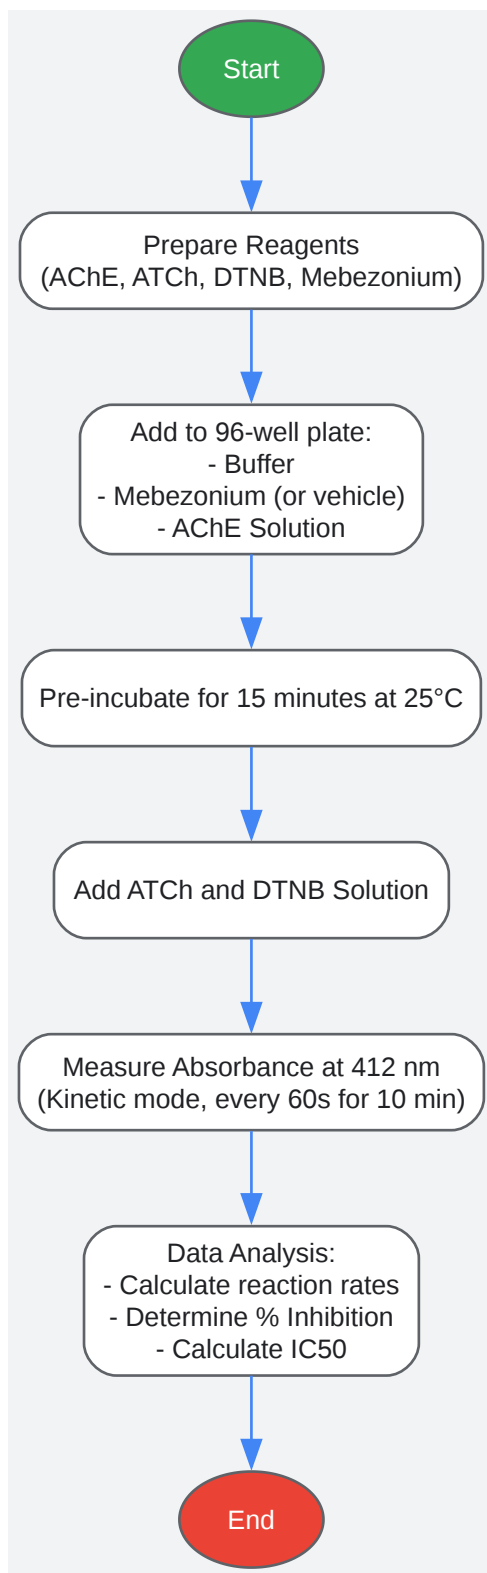 Start
Prepare Reagents
(AChE, ATCh, DTNB, Mebezonium)
Add to 96-well plate:
- Buffer
- Mebezonium (or vehicle)
- AChE Solution
Pre-incubate for 15 minutes at 25°C
Add ATCh and DTNB Solution
Measure Absorbance at 412 nm
(Kinetic mode, every 60s for 10 min)
Data Analysis:
- Calculate reaction rates
- Determine % Inhibition
- Calculate IC50
End